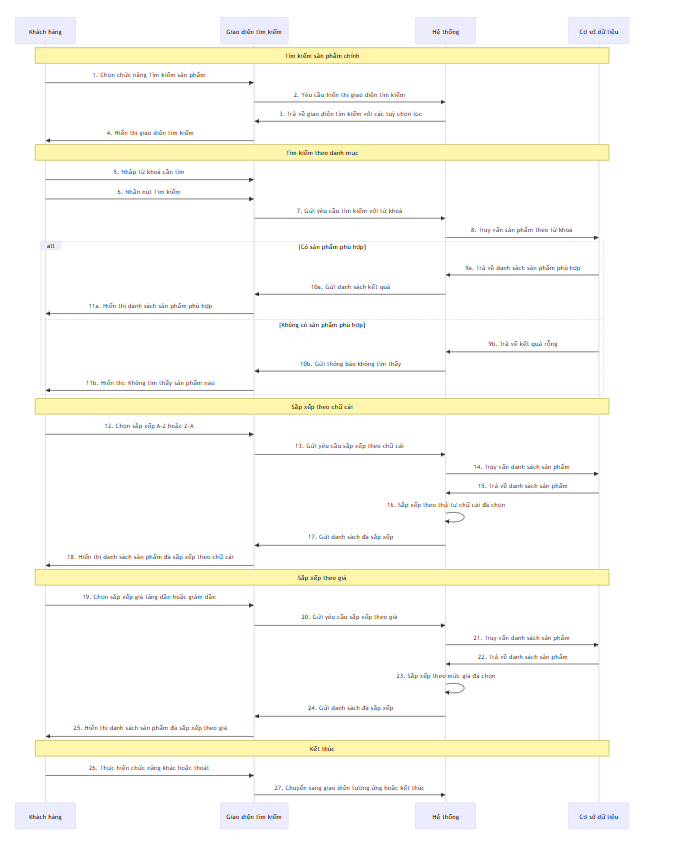 Khách hàng
Giao diện tìm kiếm
Hệ thống
Cơ sở dữ liệu
Tìm kiếm sản phẩm chính
1. Chọn chức năng Tìm kiếm sản phẩm
2. Yêu cầu hiển thị giao diện tìm kiếm
3. Trả về giao diện tìm kiếm với các tuỳ chọn lọc
4. Hiển thị giao diện tìm kiếm
Tìm kiếm theo danh mục
5. Nhập từ khoá cần tìm
6. Nhấn nút Tìm kiếm
7. Gửi yêu cầu tìm kiếm với từ khoá
8. Truy vấn sản phẩm theo từ khoá
alt
[Có sản phẩm phù hợp]
9a. Trả về danh sách sản phẩm phù hợp
10a. Gửi danh sách kết quả
11a. Hiển thị danh sách sản phẩm phù hợp
[Không có sản phẩm phù hợp]
9b. Trả về kết quả rỗng
10b. Gửi thông báo không tìm thấy
11b. Hiển thị: Không tìm thấy sản phẩm nào
Sắp xếp theo chữ cái
12. Chọn sắp xếp A-Z hoặc Z-A
13. Gửi yêu cầu sắp xếp theo chữ cái
14. Truy vấn danh sách sản phẩm
15. Trả về danh sách sản phẩm
16. Sắp xếp theo thứ tự chữ cái đã chọn
17. Gửi danh sách đã sắp xếp
18. Hiển thị danh sách sản phẩm đã sắp xếp theo chữ cái
Sắp xếp theo giá
19. Chọn sắp xếp giá tăng dần hoặc giảm dần
20. Gửi yêu cầu sắp xếp theo giá
21. Truy vấn danh sách sản phẩm
22. Trả về danh sách sản phẩm
23. Sắp xếp theo mức giá đã chọn
24. Gửi danh sách đã sắp xếp
25. Hiển thị danh sách sản phẩm đã sắp xếp theo giá
Kết thúc
26. Thực hiện chức năng khác hoặc thoát
27. Chuyển sang giao diện tương ứng hoặc kết thúc
Khách hàng
Giao diện tìm kiếm
Hệ thống
Cơ sở dữ liệu